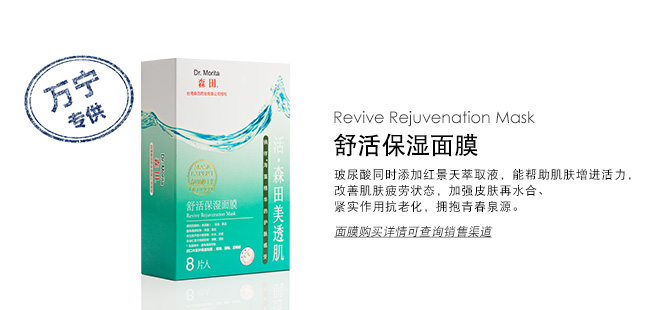 万宁
专供
Dr. Morita
森田
Dr. Morita
森田
活·森田美透肌
舒活保湿面膜
Revive Rejuvenation Mask
8片入
Revive Rejuvenation Mask
舒活保湿面膜
玻尿酸同时添加红景天萃取液，能帮助肌肤增进活力，
改善肌肤疲劳状态，加强皮肤再水合、
紧实作用抗老化，拥抱青春泉源。
面膜购买详情可查询销售渠道